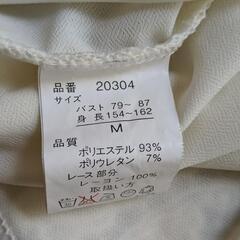 品番 20304
サイズ
バスト 79~ 87
身 長 154~162
M
品質
ポリエステル 93%
ポリウレタン 7%
レース部分
レーヨン 100%
取扱い方